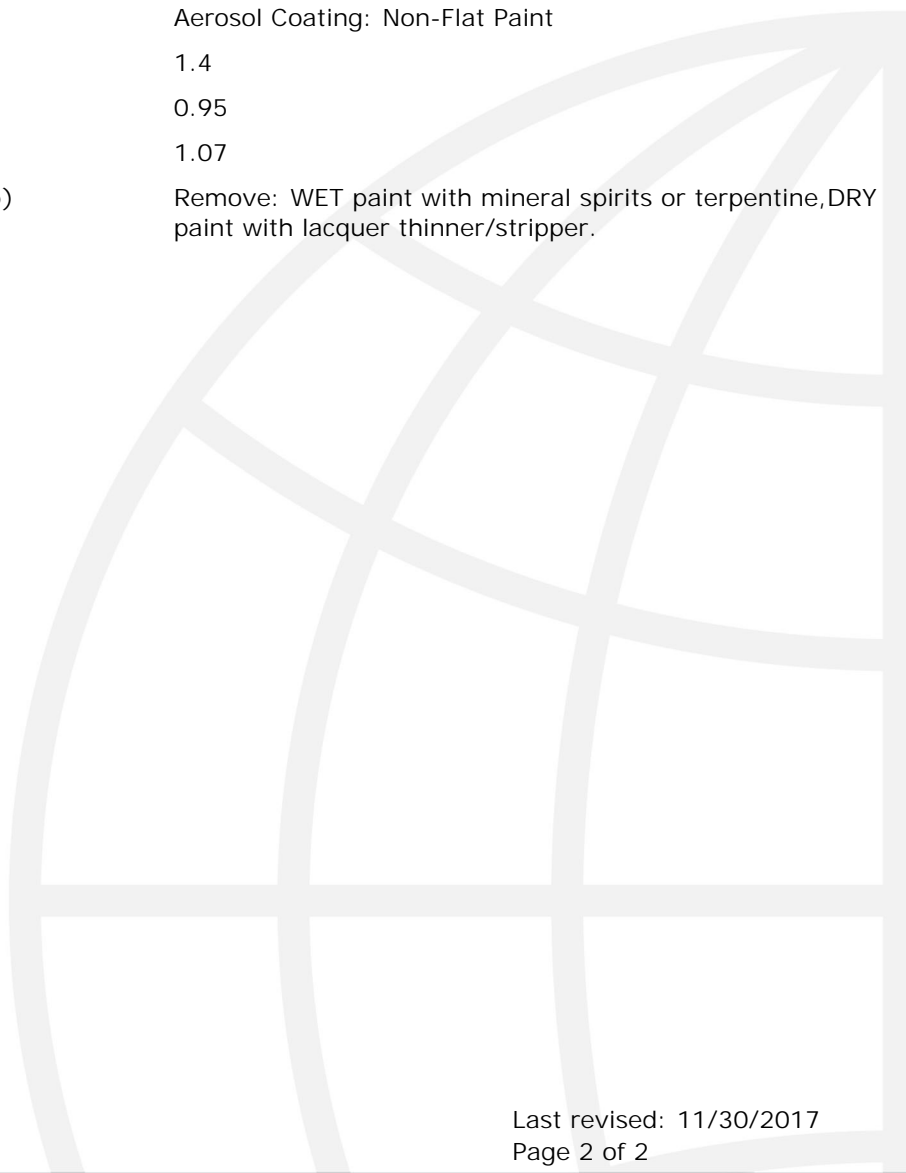 Aerosol Coating: Non-Flat Paint
1.4
0.95
1.07
) Remove: WET paint with mineral spirits or terpentine,DRY
paint with lacquer thinner/stripper.
Last revised: 11/30/2017
Page 2 of 2